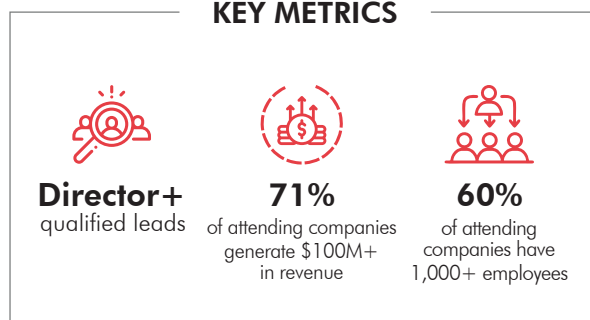 KEY METRICS
$
Director+
qualified leads
71%
of attending companies
generate $100M+
in revenue
60%
of attending
companies have
1,000+ employees